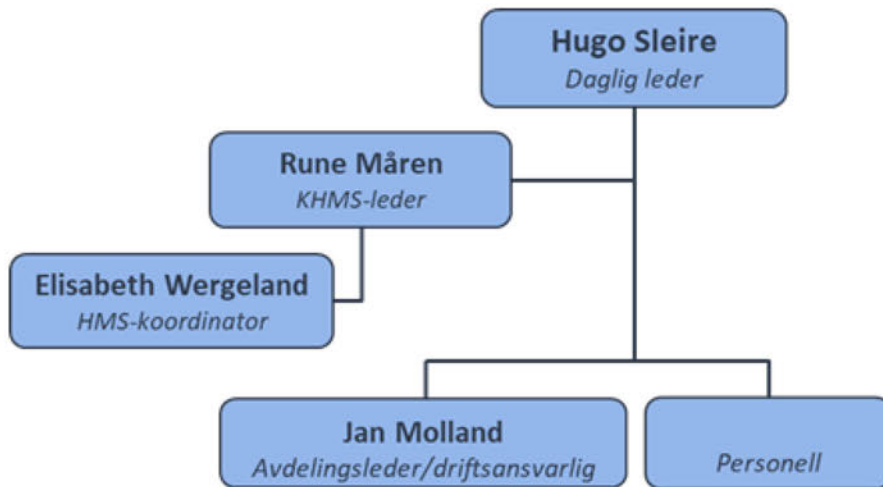 Hugo Sleire
Daglig leder
Rune Måren
KHMS-leder
Elisabeth Wergeland
HMS-koordinator
Jan Molland
Avdelingsleder/driftsansvarlig
Personell